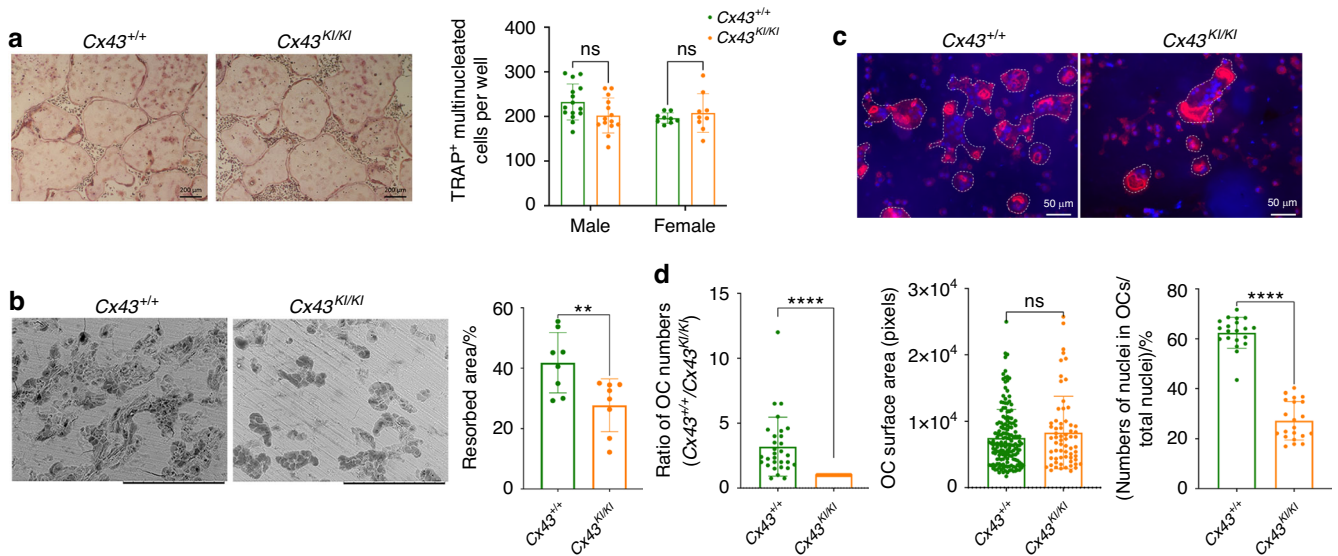 a
Cx43+/+
Cx43KI/KI
200 μm
200 μm
TRAP+ multinucleated
cells per well
400
300
200
100
0
ns
ns
Male
Female
Cx43+/+
Cx43KI/KI
c
Cx43+/+
Cx43KI/KI
50 μm
50 μm
b
Cx43+/+
Cx43KI/KI
Resorbed area/%
60
40
20
0
**
Cx43+/+
Cx43KI/KI
d
Ratio of OC numbers
(Cx43+/+/Cx43KI/KI)
15
10
5
0
****
Cx43+/+
Cx43KI/KI
OC surface area (pixels)
3×10⁴
2×10⁴
1×10⁴
0
ns
Cx43+/+
Cx43KI/KI
(Numbers of nuclei in OCs/
total nuclei)/%
80
60
40
20
0
****
Cx43+/+
Cx43KI/KI